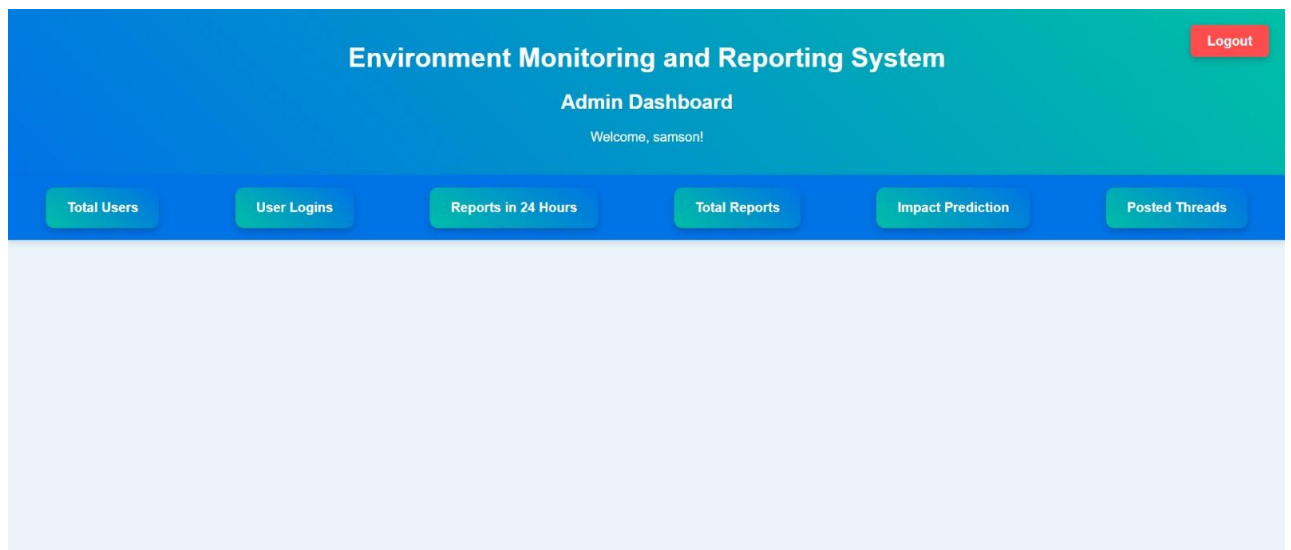 Logout
Environment Monitoring and Reporting System
Admin Dashboard
Welcome, samson!
Total Users User Logins Reports in 24 Hours Total Reports Impact Prediction Posted Threads